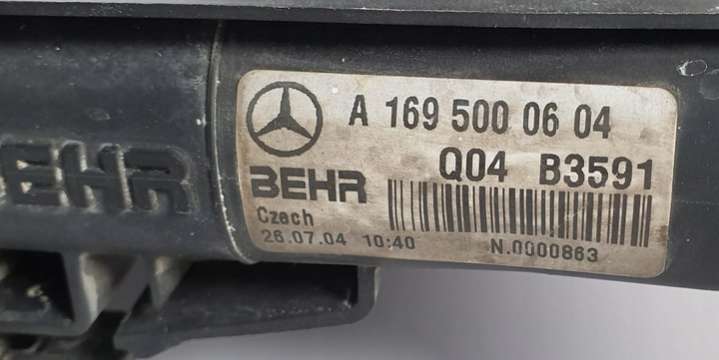 A 169 500 06 04
Q04 B3591
BEHR
Czech
26.07.04 10:40
N.0000863
BEHR